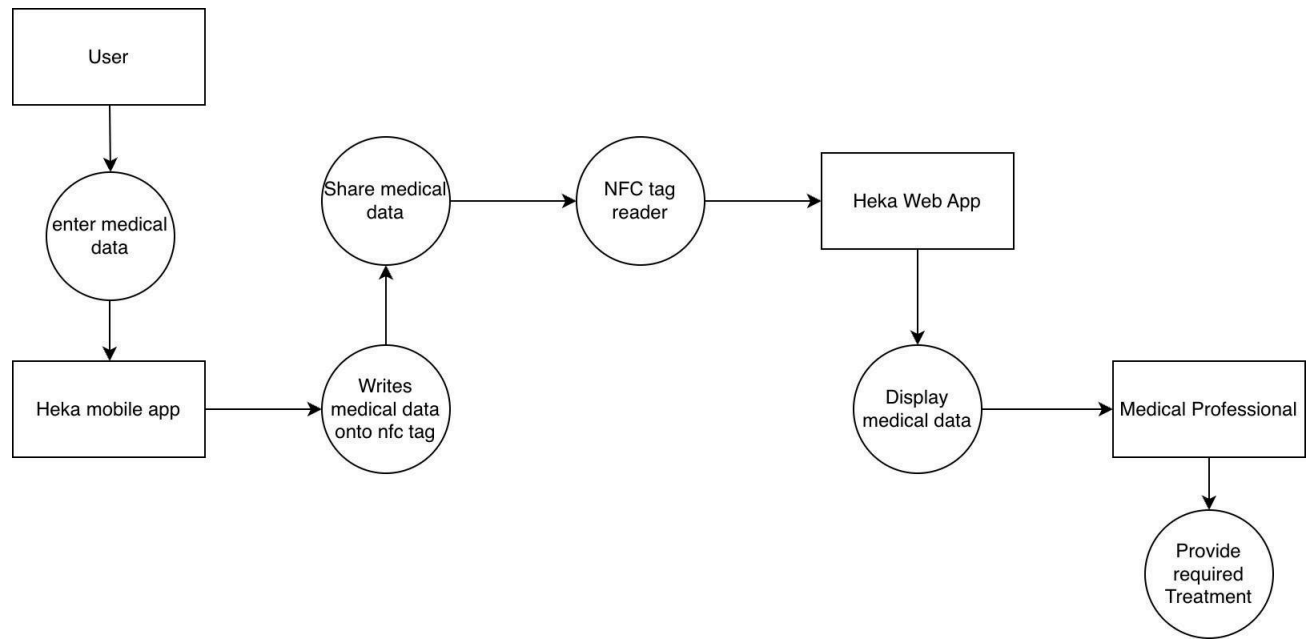 User
enter medical
data
Heka mobile app
Writes
medical data
onto nfc tag
Share medical
data
NFC tag
reader
Heka Web App
Display
medical data
Medical Professional
Provide
required
Treatment